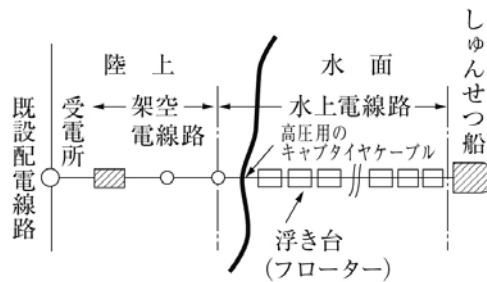 既設配電線路
受電所
陸上
架空
電線路
水面
水上電線路
高圧用の
キャブタイヤケーブル
浮き台
(フローター)
しゅんせつ船